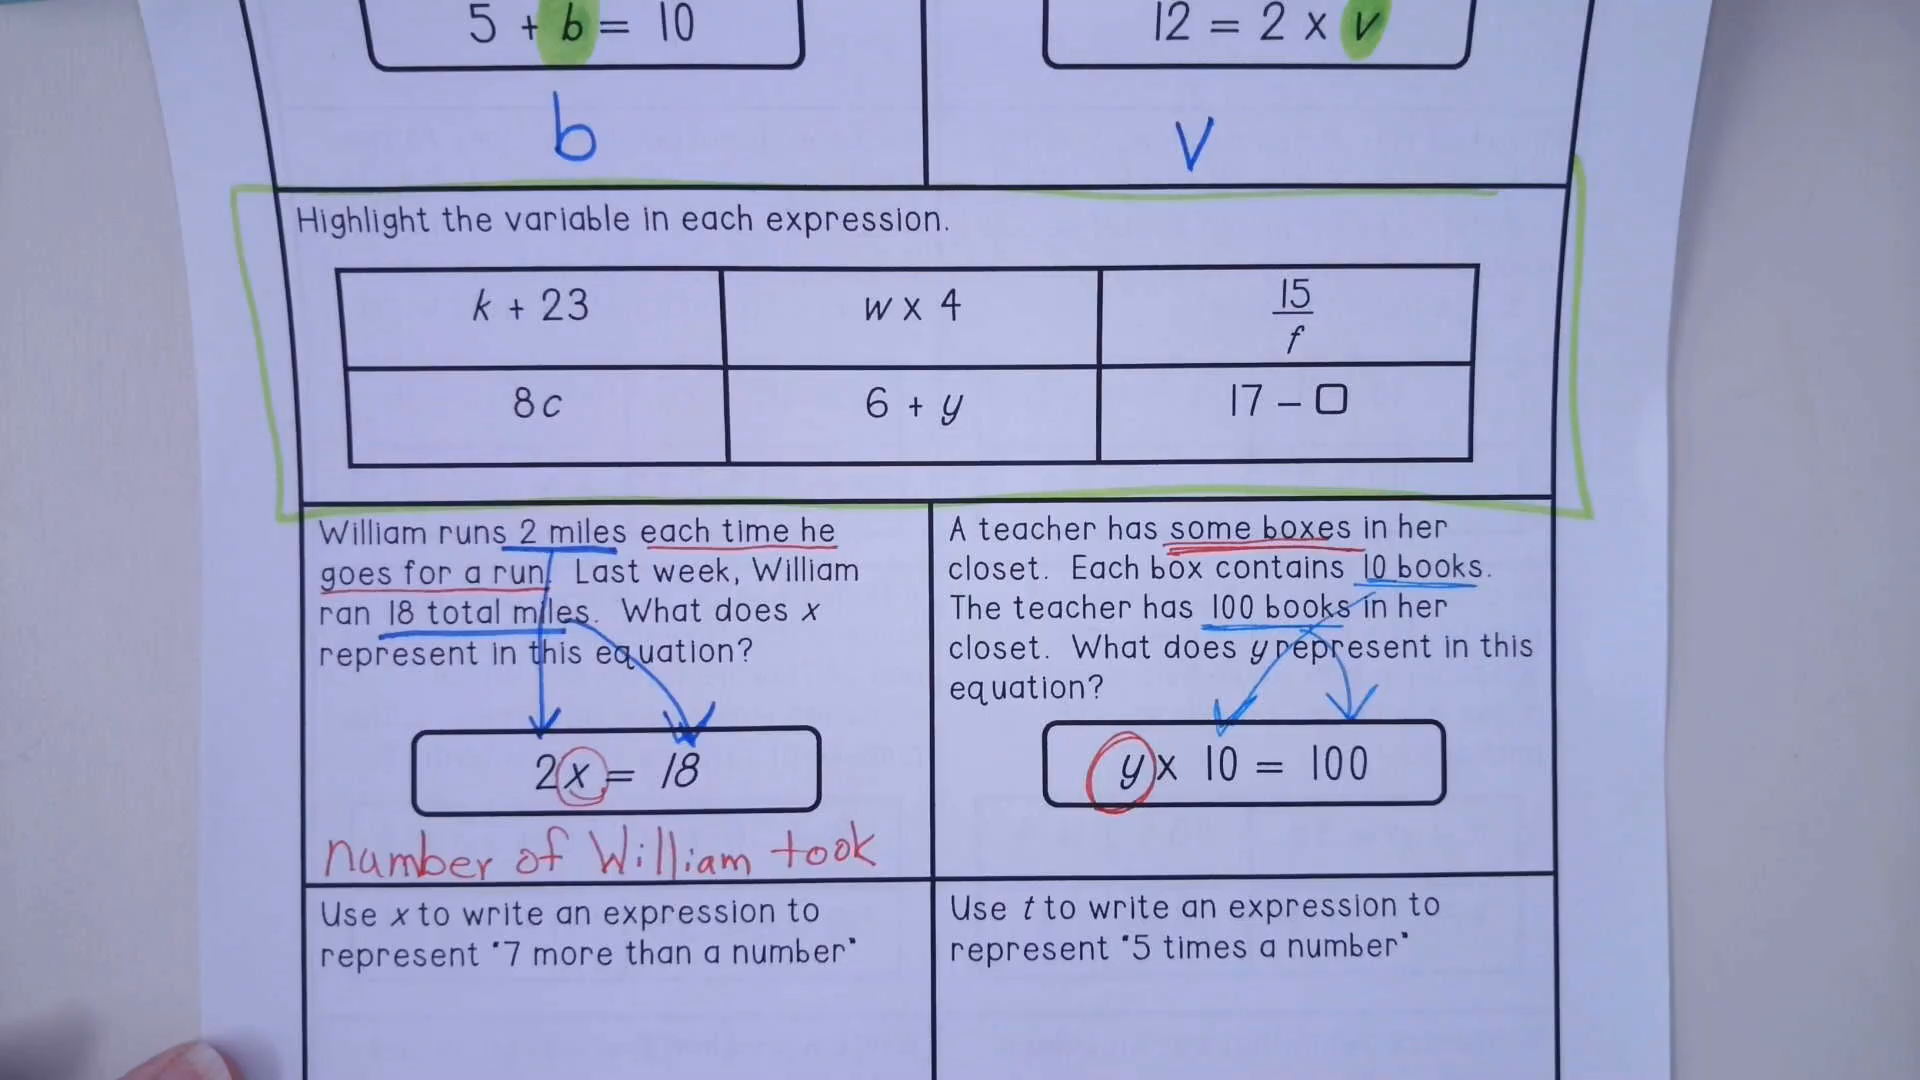 5 + b = 10
12 = 2 x v
b
v
Highlight the variable in each expression.
k + 23
w x 4
15
f
8c
6 + y
17 – □
William runs 2 miles each time he
goes for a run. Last week, William
ran 18 total miles. What does x
represent in this equation?
2x = 18
number of William took
A teacher has some boxes in her
closet. Each box contains 10 books.
The teacher has 100 books in her
closet. What does y represent in this
equation?
y x 10 = 100
Use x to write an expression to
represent "7 more than a number"
Use t to write an expression to
represent "5 times a number"